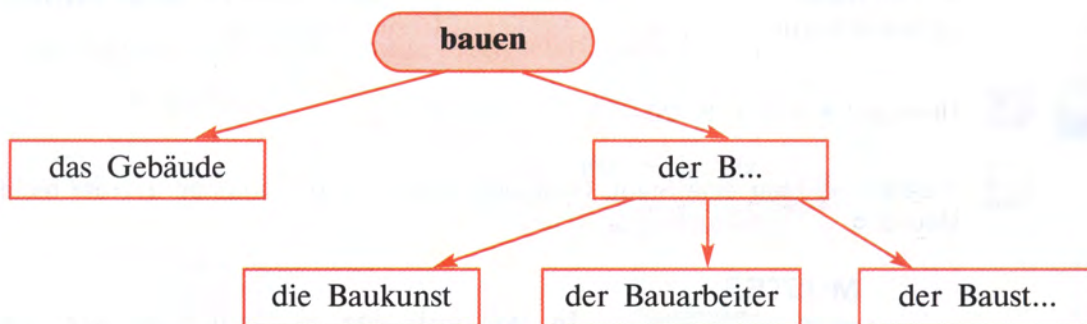 bauen
das Gebäude
der B...
die Baukunst
der Bauarbeiter
der Baust...